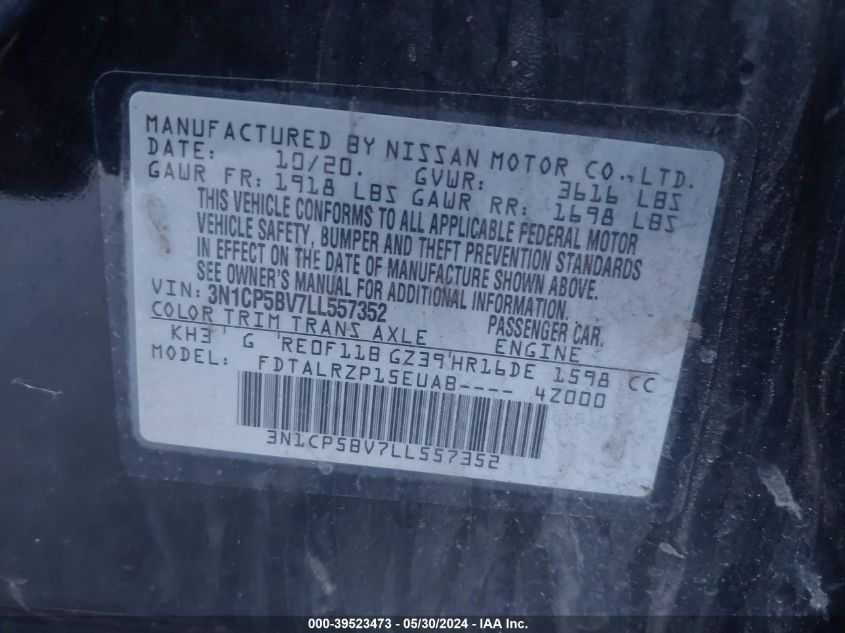 MANUFACTURED BY NISSAN MOTOR CO., LTD.
DATE: 10/20. GVWR: 3616 LBS
GAWR FR: 1918 LBS GAWR RR: 1698 LBS
THIS VEHICLE CONFORMS TO ALL APPLICABLE FEDERAL MOTOR
VEHICLE SAFETY, BUMPER AND THEFT PREVENTION STANDARDS
IN EFFECT ON THE DATE OF MANUFACTURE SHOWN ABOVE.
SEE OWNER'S MANUAL FOR ADDITIONAL INFORMATION.
VIN: 3N1CP5BV7LL557352 PASSENGER CAR.
COLOR TRIM TRANS AXLE ENGINE
KH3 G RE0F11B GZ39 HR16DE 1598 CC
MODEL: FDTALRZP15EUAB---- 4Z000
3N1CP5BV7LL557352
000-39523473 - 05/30/2024 - Copyright © 2024 IAA, Inc.